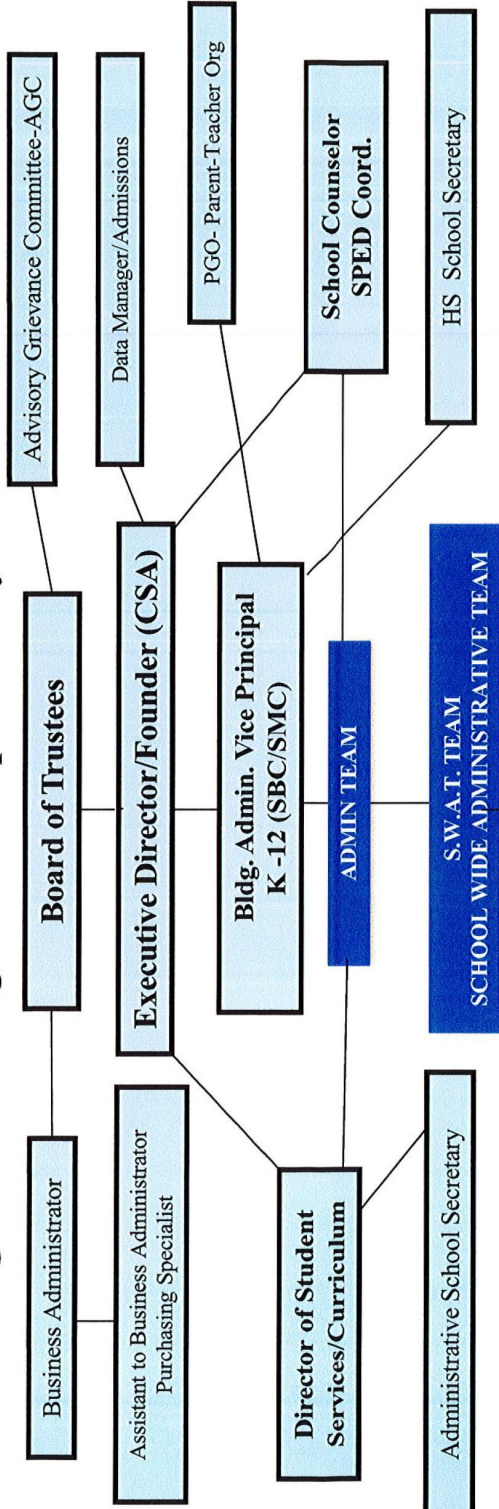 Board of Trustees
Advisory Grievance Committee-AGC
Business Administrator
Executive Director/Founder (CSA)
Data Manager/Admissions
Assistant to Business Administrator
Purchasing Specialist
Bldg. Admin. Vice Principal
K -12 (SBC/SMC)
PGO- Parent-Teacher Org
Director of Student
Services/Curriculum
ADMIN TEAM
School Counselor
SPED Coord.
Administrative School Secretary
S.W.A.T. TEAM
SCHOOL WIDE ADMINISTRATIVE TEAM
HS School Secretary